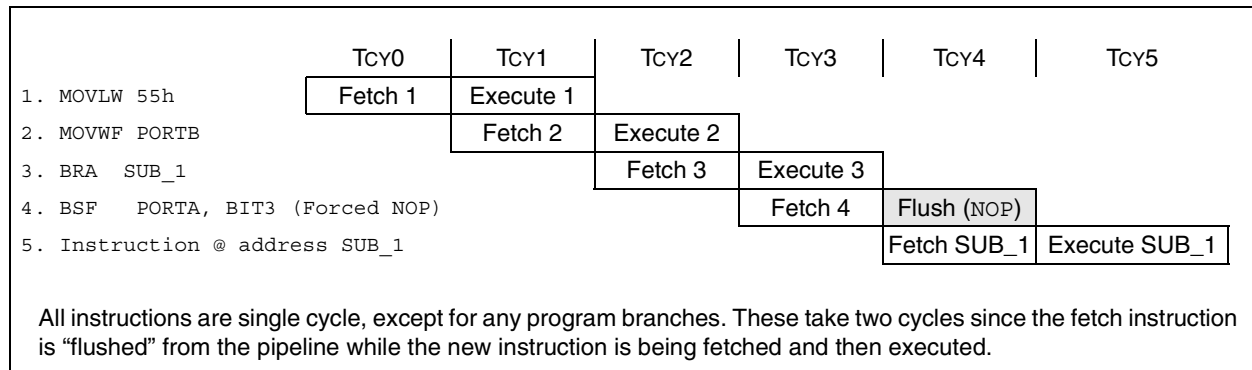 TCY0 TCY1 TCY2 TCY3 TCY4 TCY5
1. MOVLW 55h Fetch 1 Execute 1
2. MOVWF PORTB Fetch 2 Execute 2
3. BRA SUB_1 Fetch 3 Execute 3
4. BSF PORTA, BIT3 (Forced NOP) Fetch 4 Flush (NOP)
5. Instruction @ address SUB_1 Fetch SUB_1 Execute SUB_1
All instructions are single cycle, except for any program branches. These take two cycles since the fetch instruction
is “flushed” from the pipeline while the new instruction is being fetched and then executed.